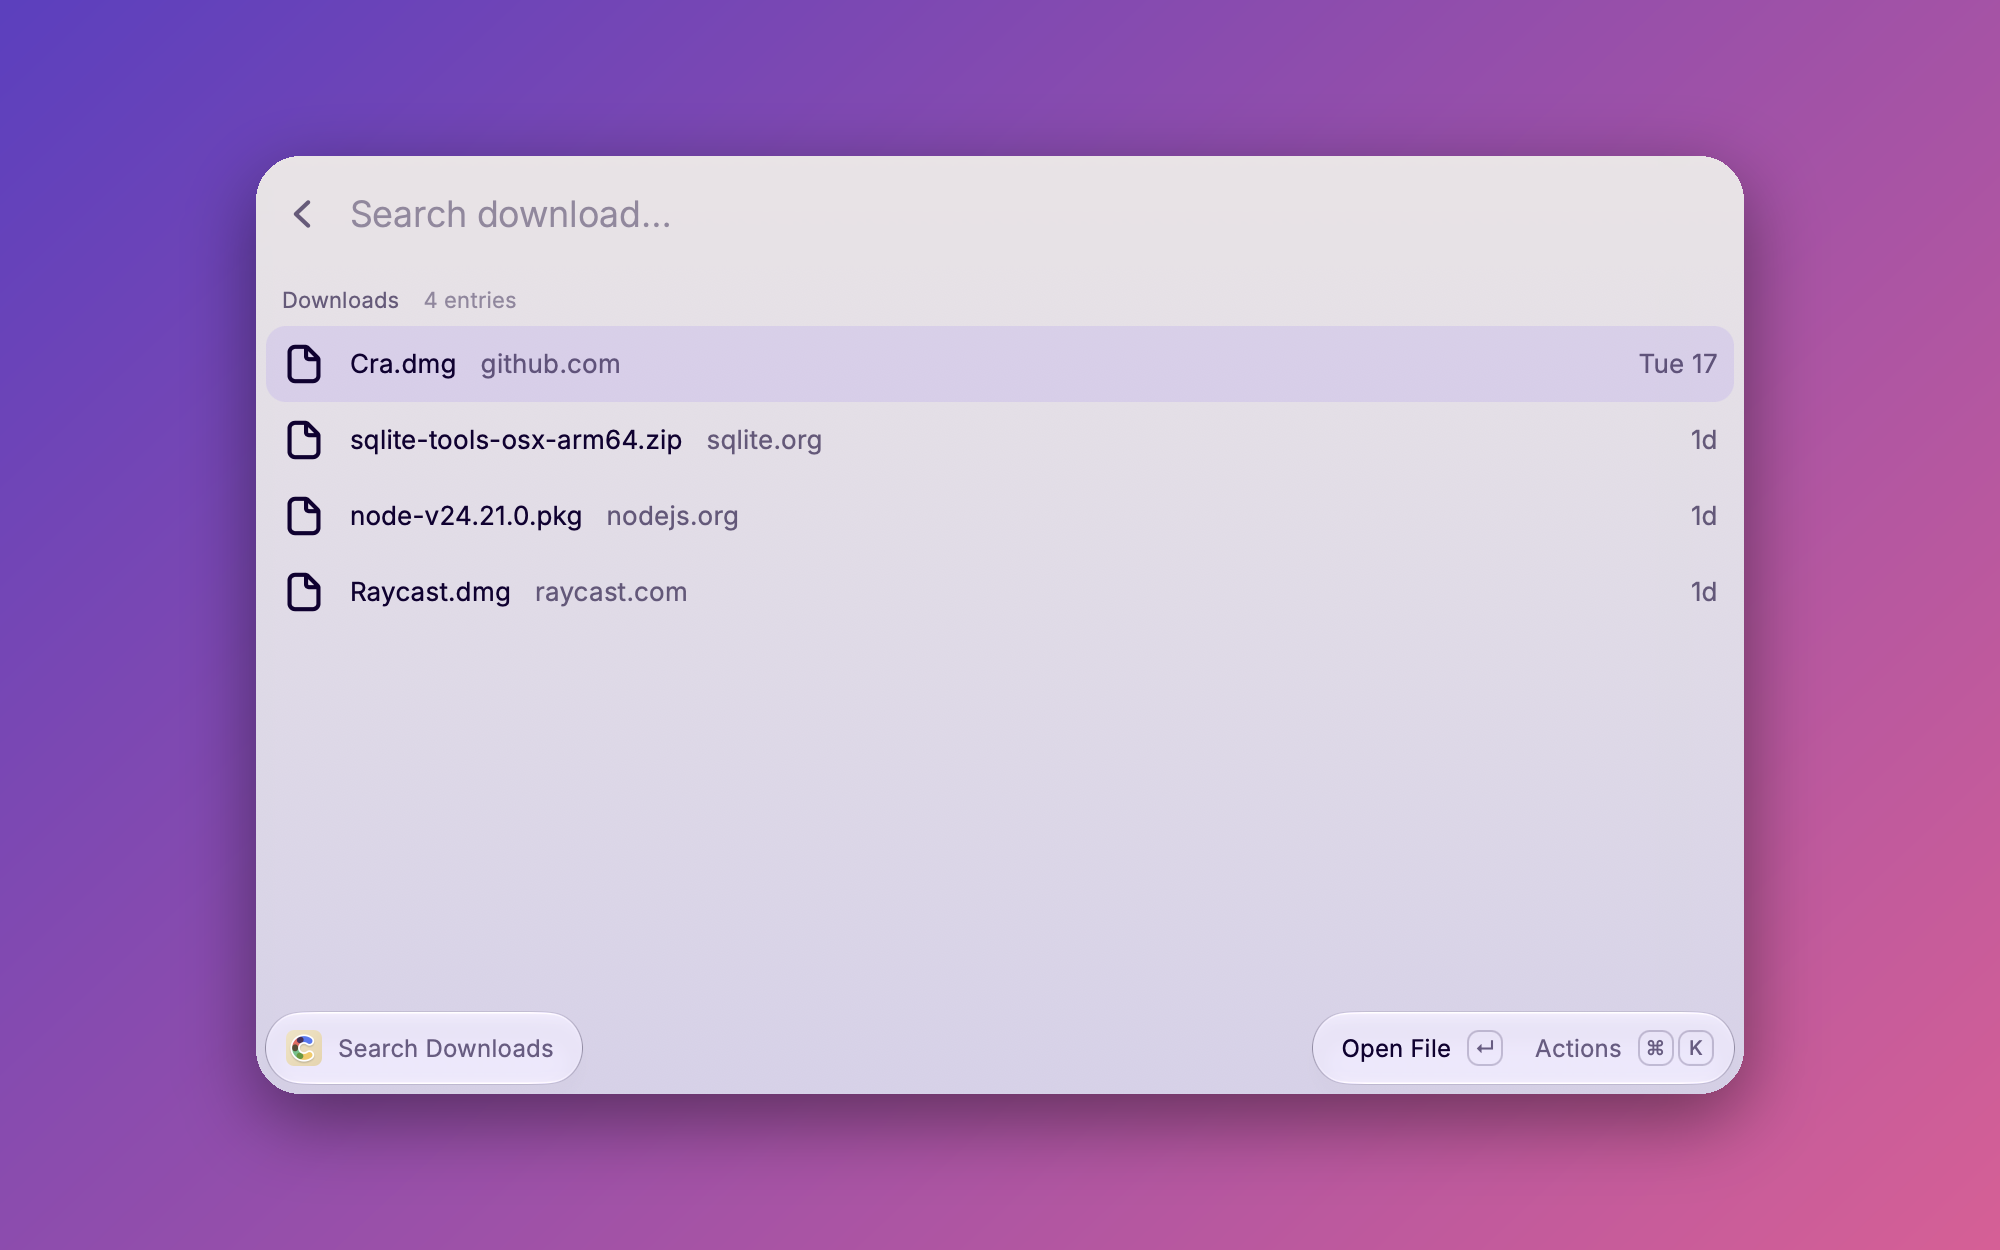 Search download...
Downloads 4 entries
Cra.dmg github.com Tue 17
sqlite-tools-osx-arm64.zip sqlite.org 1d
node-v24.21.0.pkg nodejs.org 1d
Raycast.dmg raycast.com 1d
Search Downloads Open File ↵ Actions ⌘ K